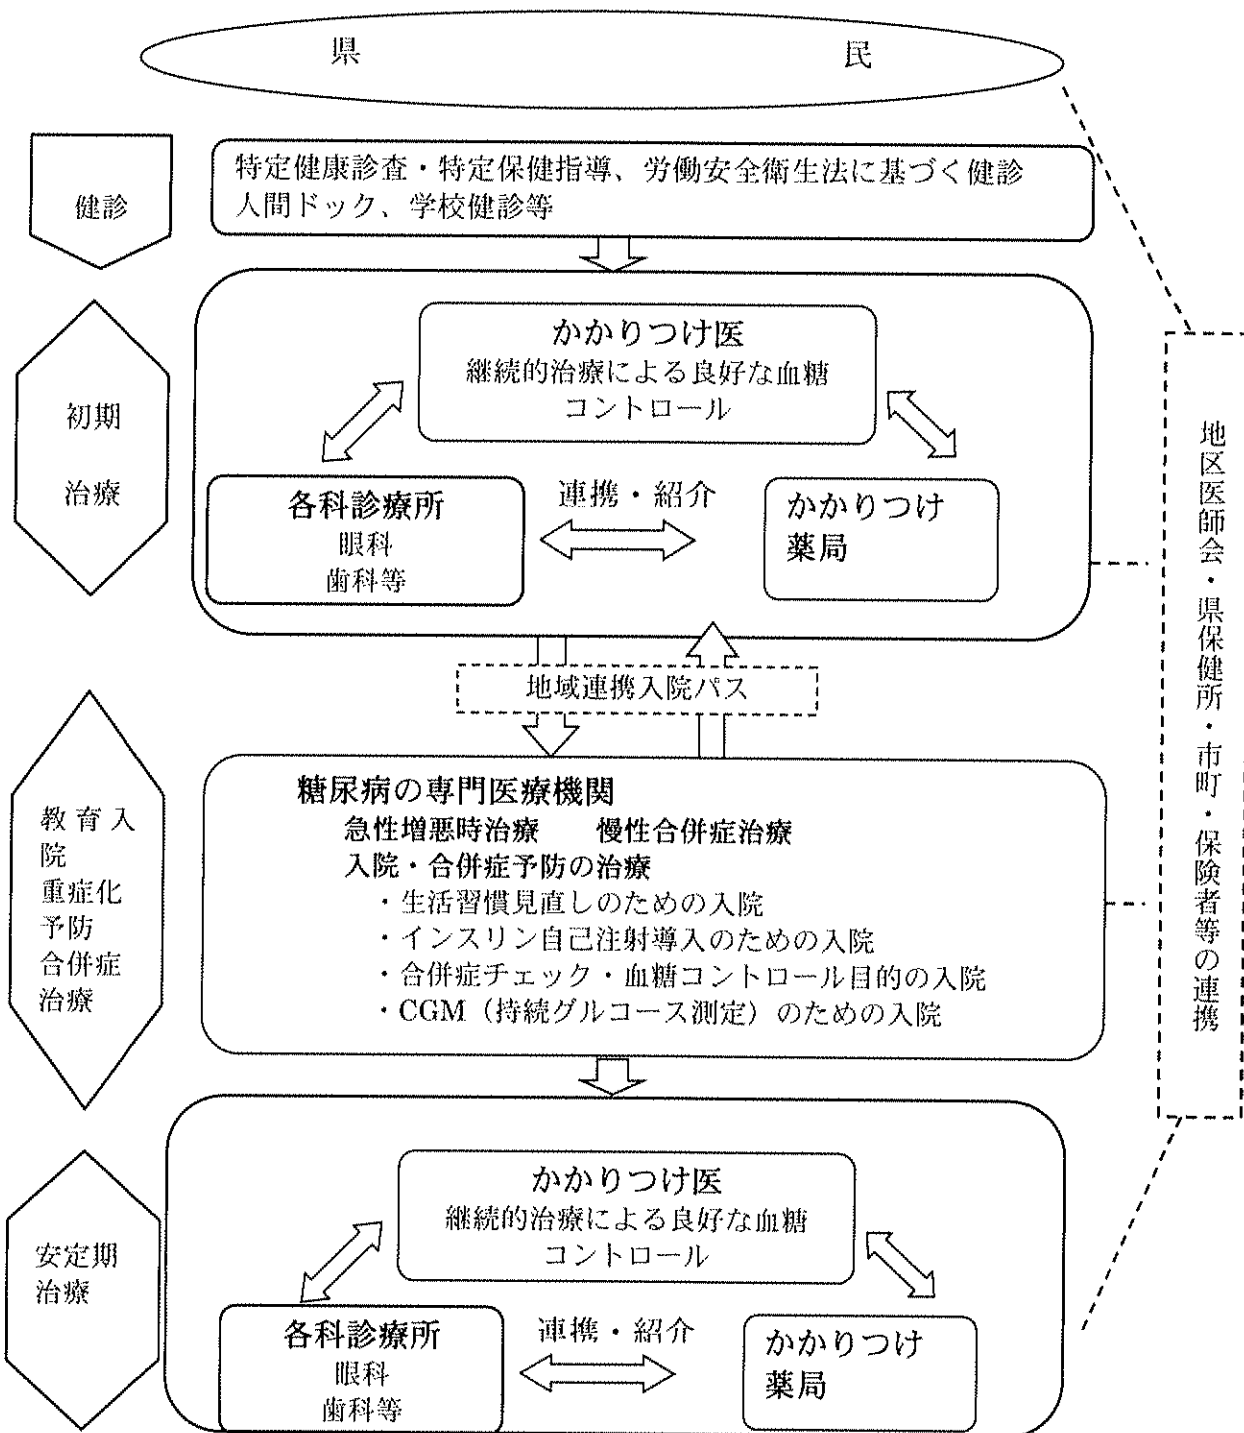 県 民
健診
特定健康診査・特定保健指導、労働安全衛生法に基づく健診
人間ドック、学校健診等
初期
治療
かかりつけ医
継続的治療による良好な血糖
コントロール
各科診療所
眼科
歯科等
連携・紹介
かかりつけ
薬局
地域連携入院パス
教育入
院
重症化
予防
合併症
治療
糖尿病の専門医療機関
急性増悪時治療 慢性合併症治療
入院・合併症予防の治療
・生活習慣見直しのための入院
・インスリン自己注射導入のための入院
・合併症チェック・血糖コントロール目的の入院
・CGM(持続グルコース測定)のための入院
安定期
治療
かかりつけ医
継続的治療による良好な血糖
コントロール
各科診療所
眼科
歯科等
連携・紹介
かかりつけ
薬局
地区医師会・県保健所・市町・保険者等の連携